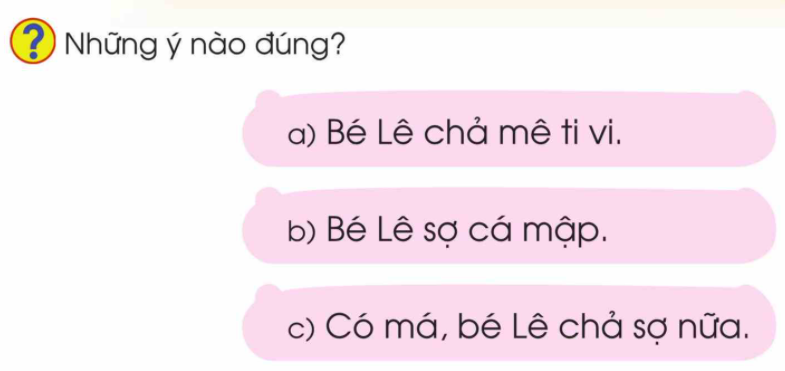 ? Những ý nào đúng?
a) Bé Lê chả mê ti vi.
b) Bé Lê sợ cá mập.
c) Có má, bé Lê chả sợ nữa.